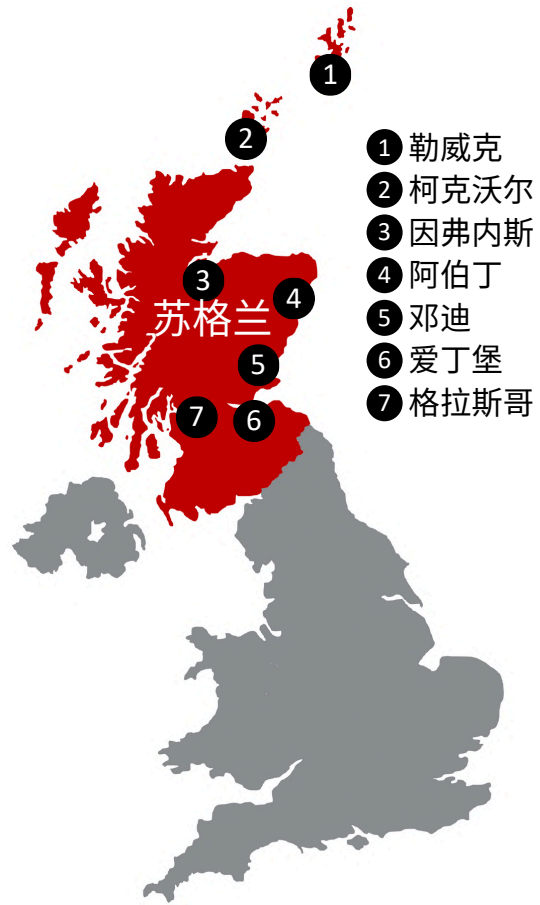 1
2
1 勒威克
2 柯克沃尔
3 因弗内斯
4 阿伯丁
5 邓迪
6 爱丁堡
7 格拉斯哥
3
4
苏格兰
5
7
6